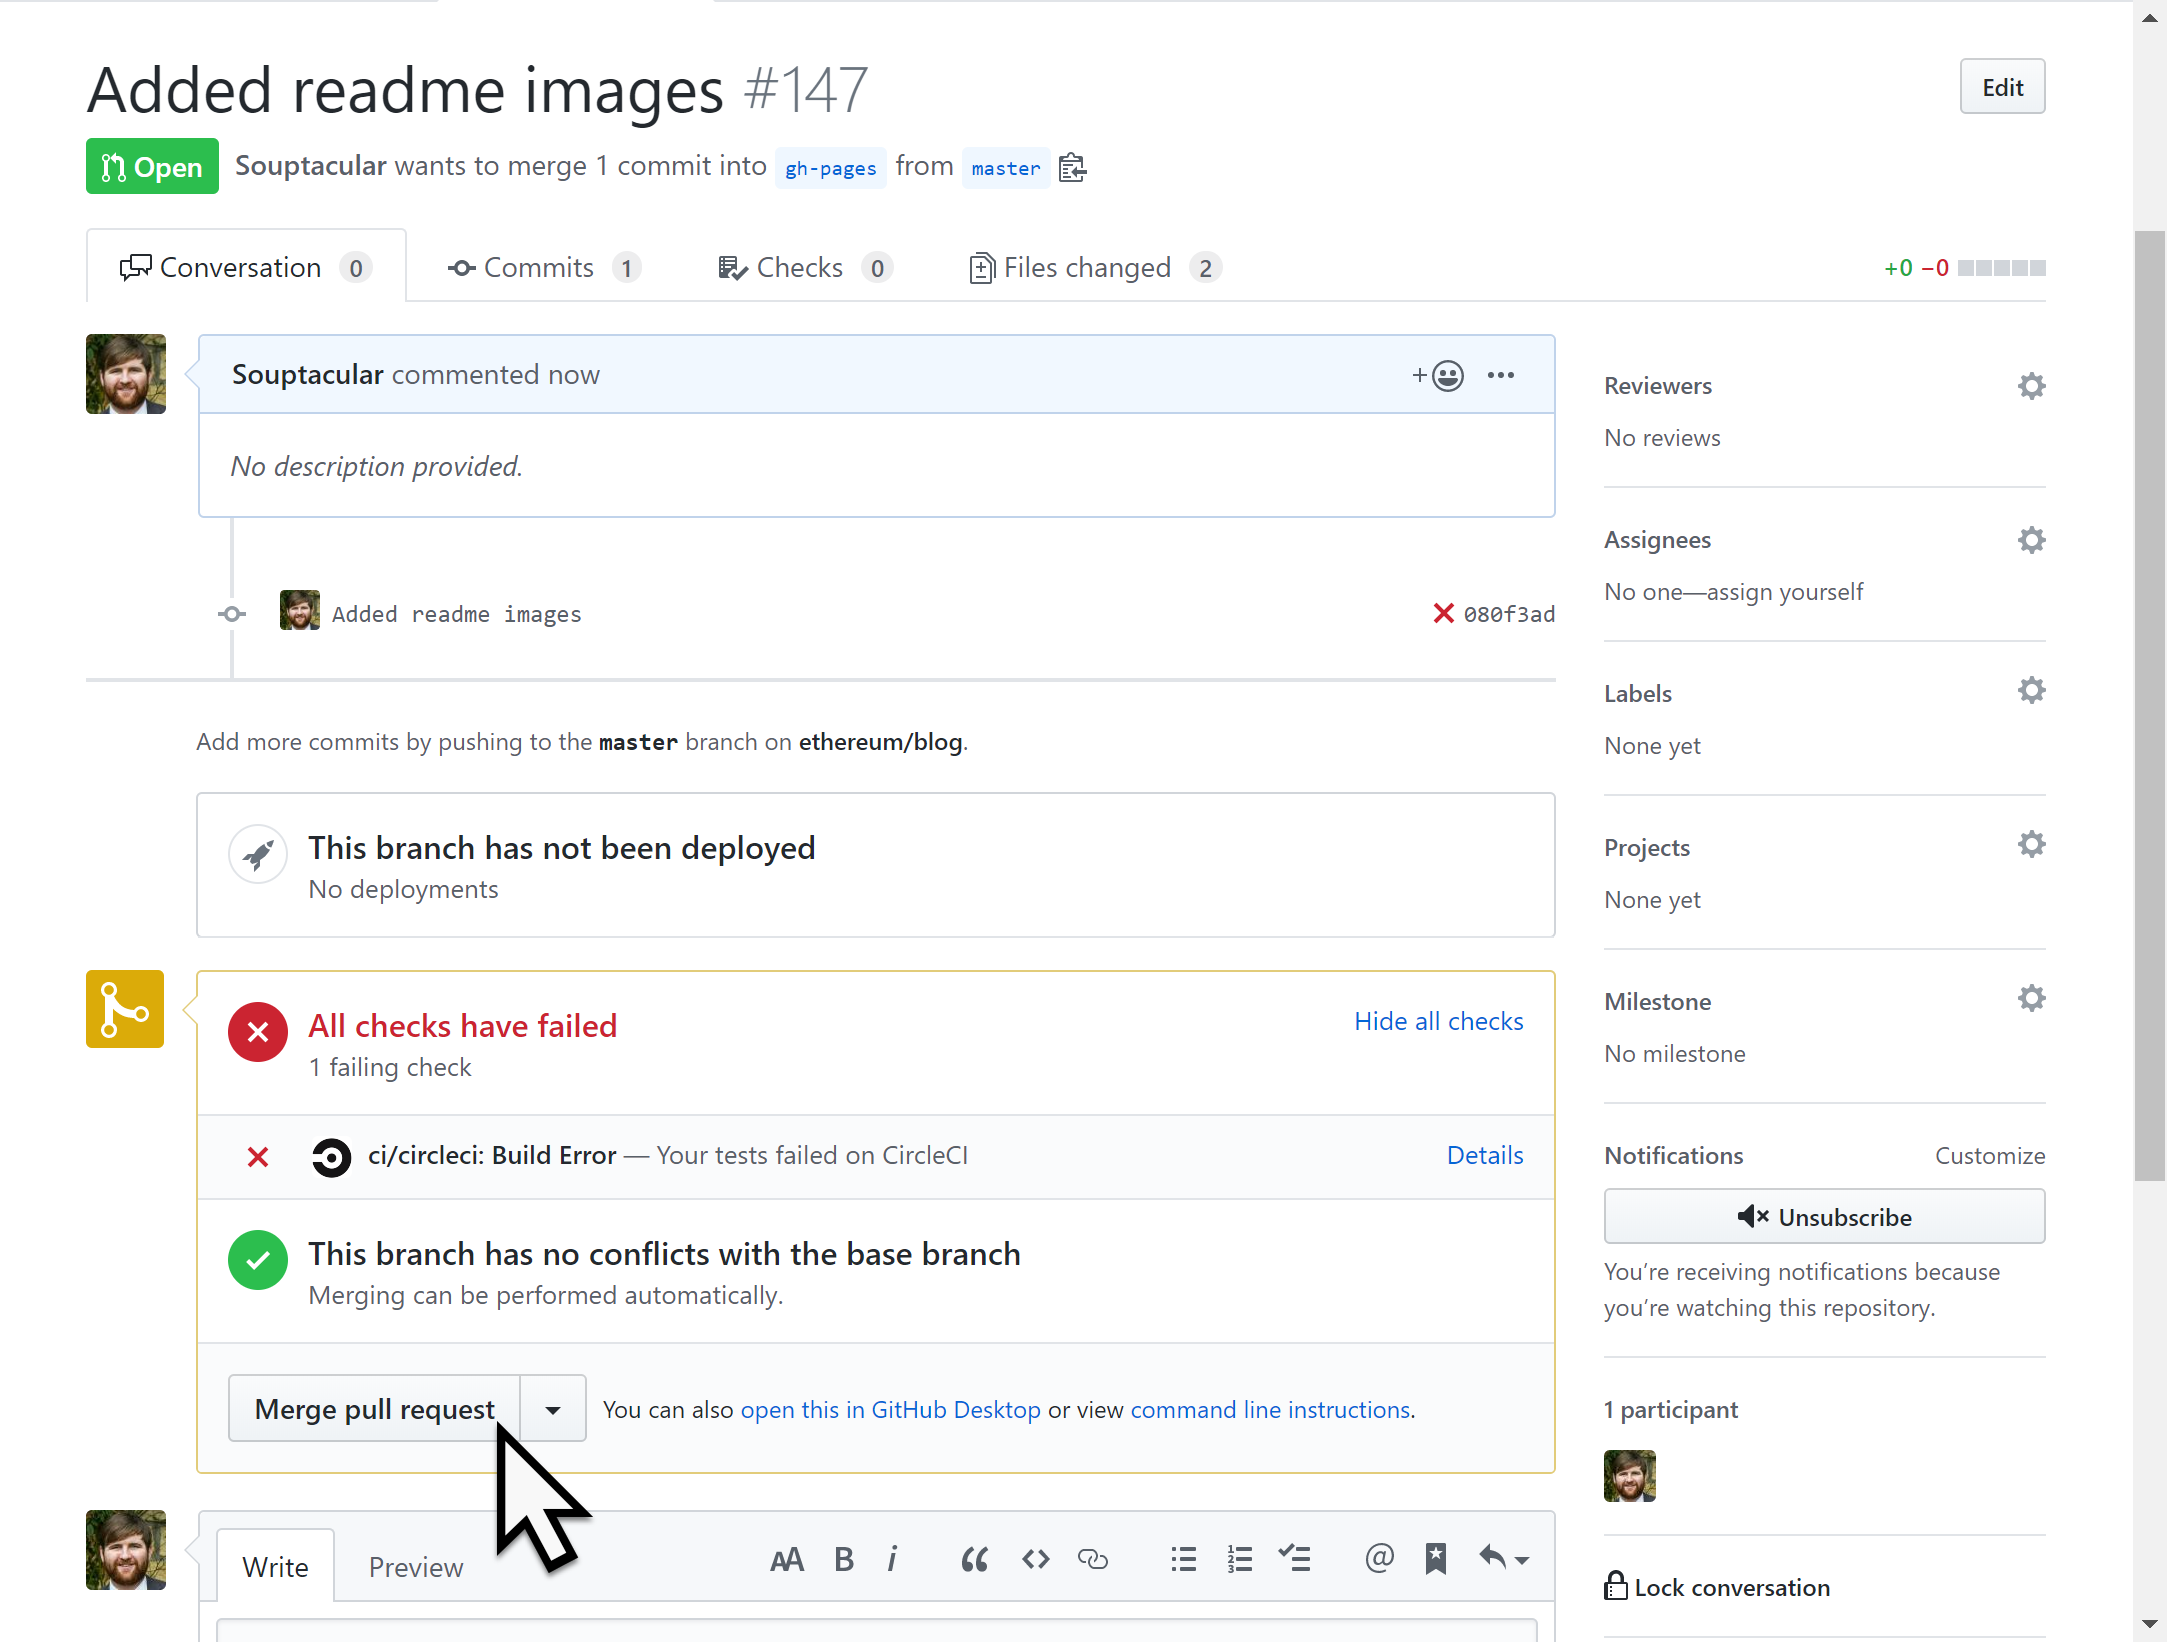 Added readme images #147
Edit
Open
Souptacular wants to merge 1 commit into gh-pages from master
Conversation 0
Commits 1
Checks 0
Files changed 2
+0 −0
Souptacular commented now
No description provided.
Added readme images
080f3ad
Add more commits by pushing to the master branch on ethereum/blog.
This branch has not been deployed
No deployments
All checks have failed
Hide all checks
1 failing check
ci/circleci: Build Error — Your tests failed on CircleCI
Details
This branch has no conflicts with the base branch
Merging can be performed automatically.
Merge pull request
You can also open this in GitHub Desktop or view command line instructions.
Write
Preview
Reviewers
No reviews
Assignees
No one—assign yourself
Labels
None yet
Projects
None yet
Milestone
No milestone
Notifications
Customize
Unsubscribe
You’re receiving notifications because
you’re watching this repository.
1 participant
Lock conversation